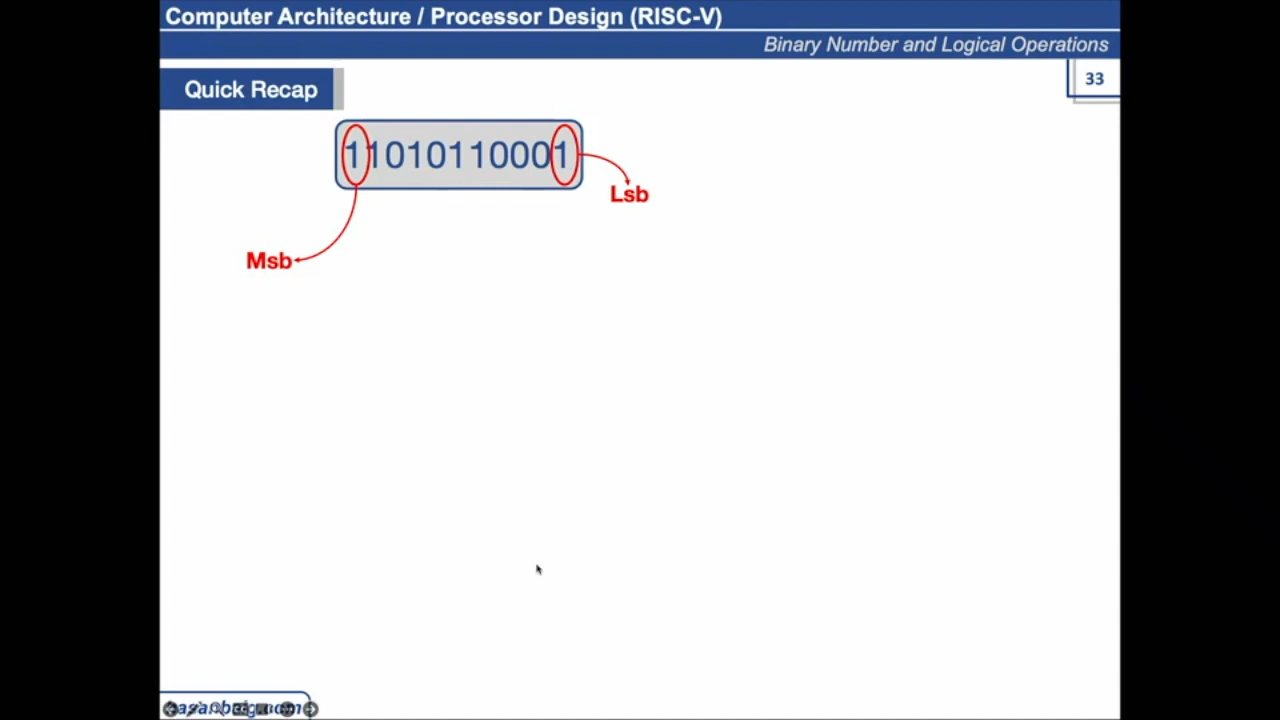 Computer Architecture / Processor Design (RISC-V)
Binary Number and Logical Operations
Quick Recap
33
11010110001
Lsb
Msb